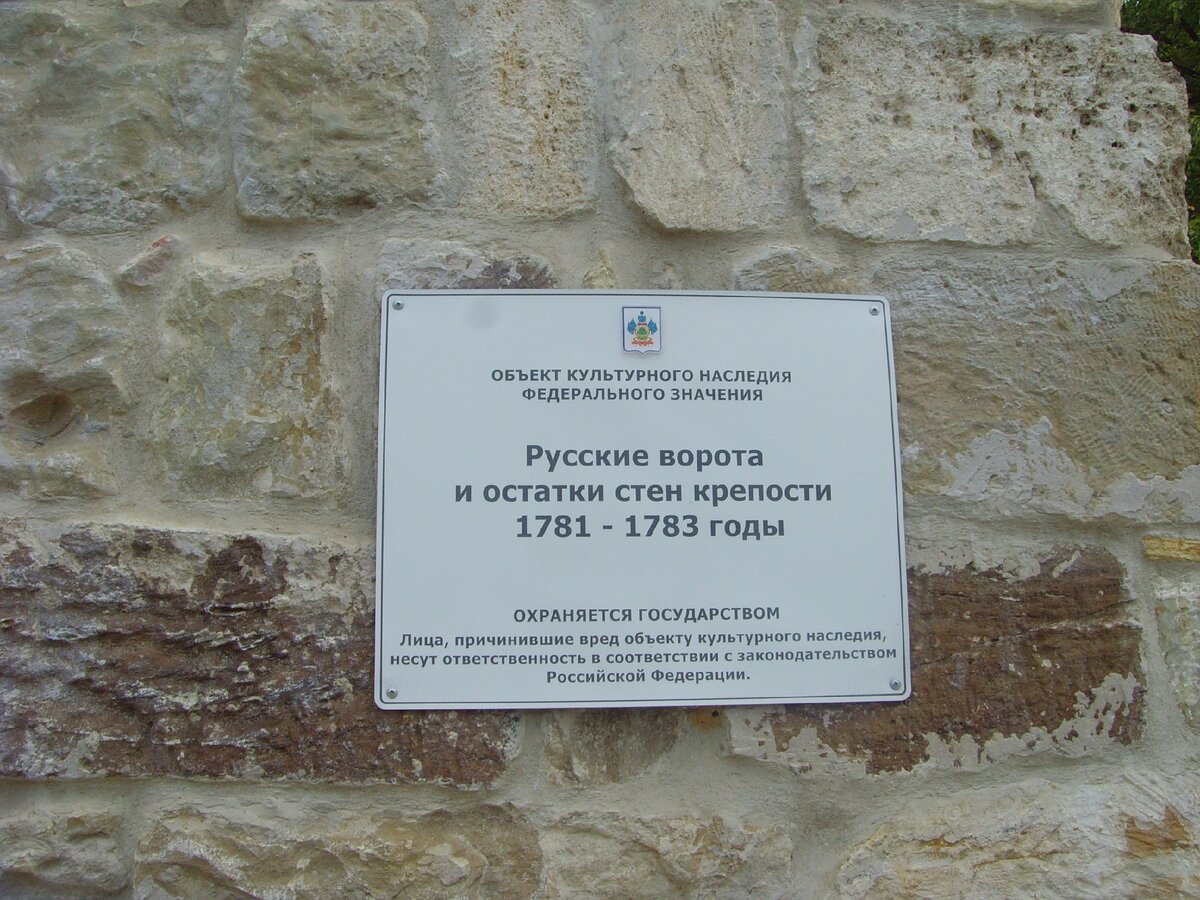 ОБЪЕКТ КУЛЬТУРНОГО НАСЛЕДИЯ
ФЕДЕРАЛЬНОГО ЗНАЧЕНИЯ
Русские ворота
и остатки стен крепости
1781 - 1783 годы
ОХРАНЯЕТСЯ ГОСУДАРСТВОМ
Лица, причинившие вред объекту культурного наследия,
несут ответственность в соответствии с законодательством
Российской Федерации.